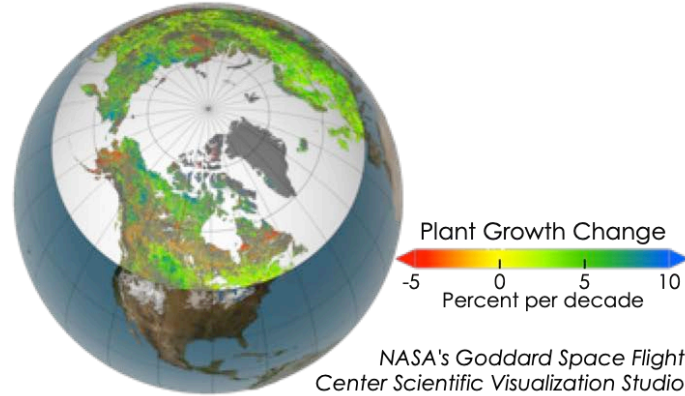 Plant Growth Change
-5 0 5 10
Percent per decade
NASA's Goddard Space Flight
Center Scientific Visualization Studio